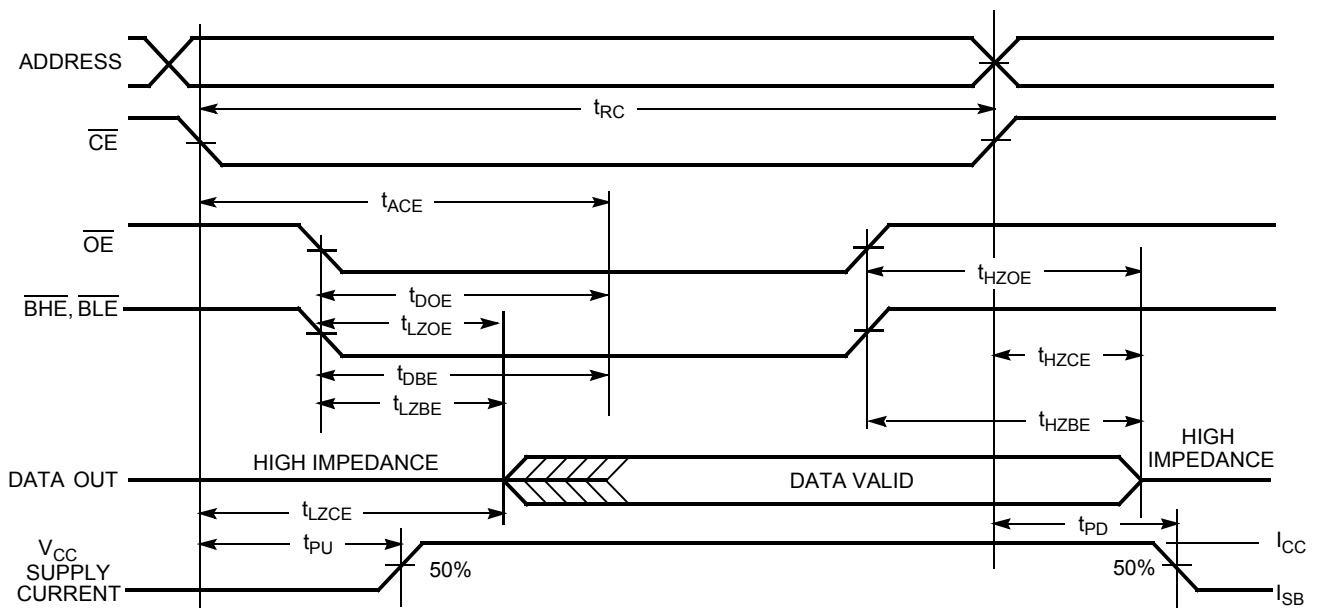 ADDRESS
tRC
CE
tACE
OE
tHZOE
tDOE
BHE, BLE
tLZOE
tHZCE
tDBE
tLZBE
tHZBE
HIGH IMPEDANCE
HIGH
IMPEDANCE
DATA OUT
DATA VALID
tLZCE
tPD
tPU
VCC
SUPPLY
CURRENT
50%
50%
ICC
ISB